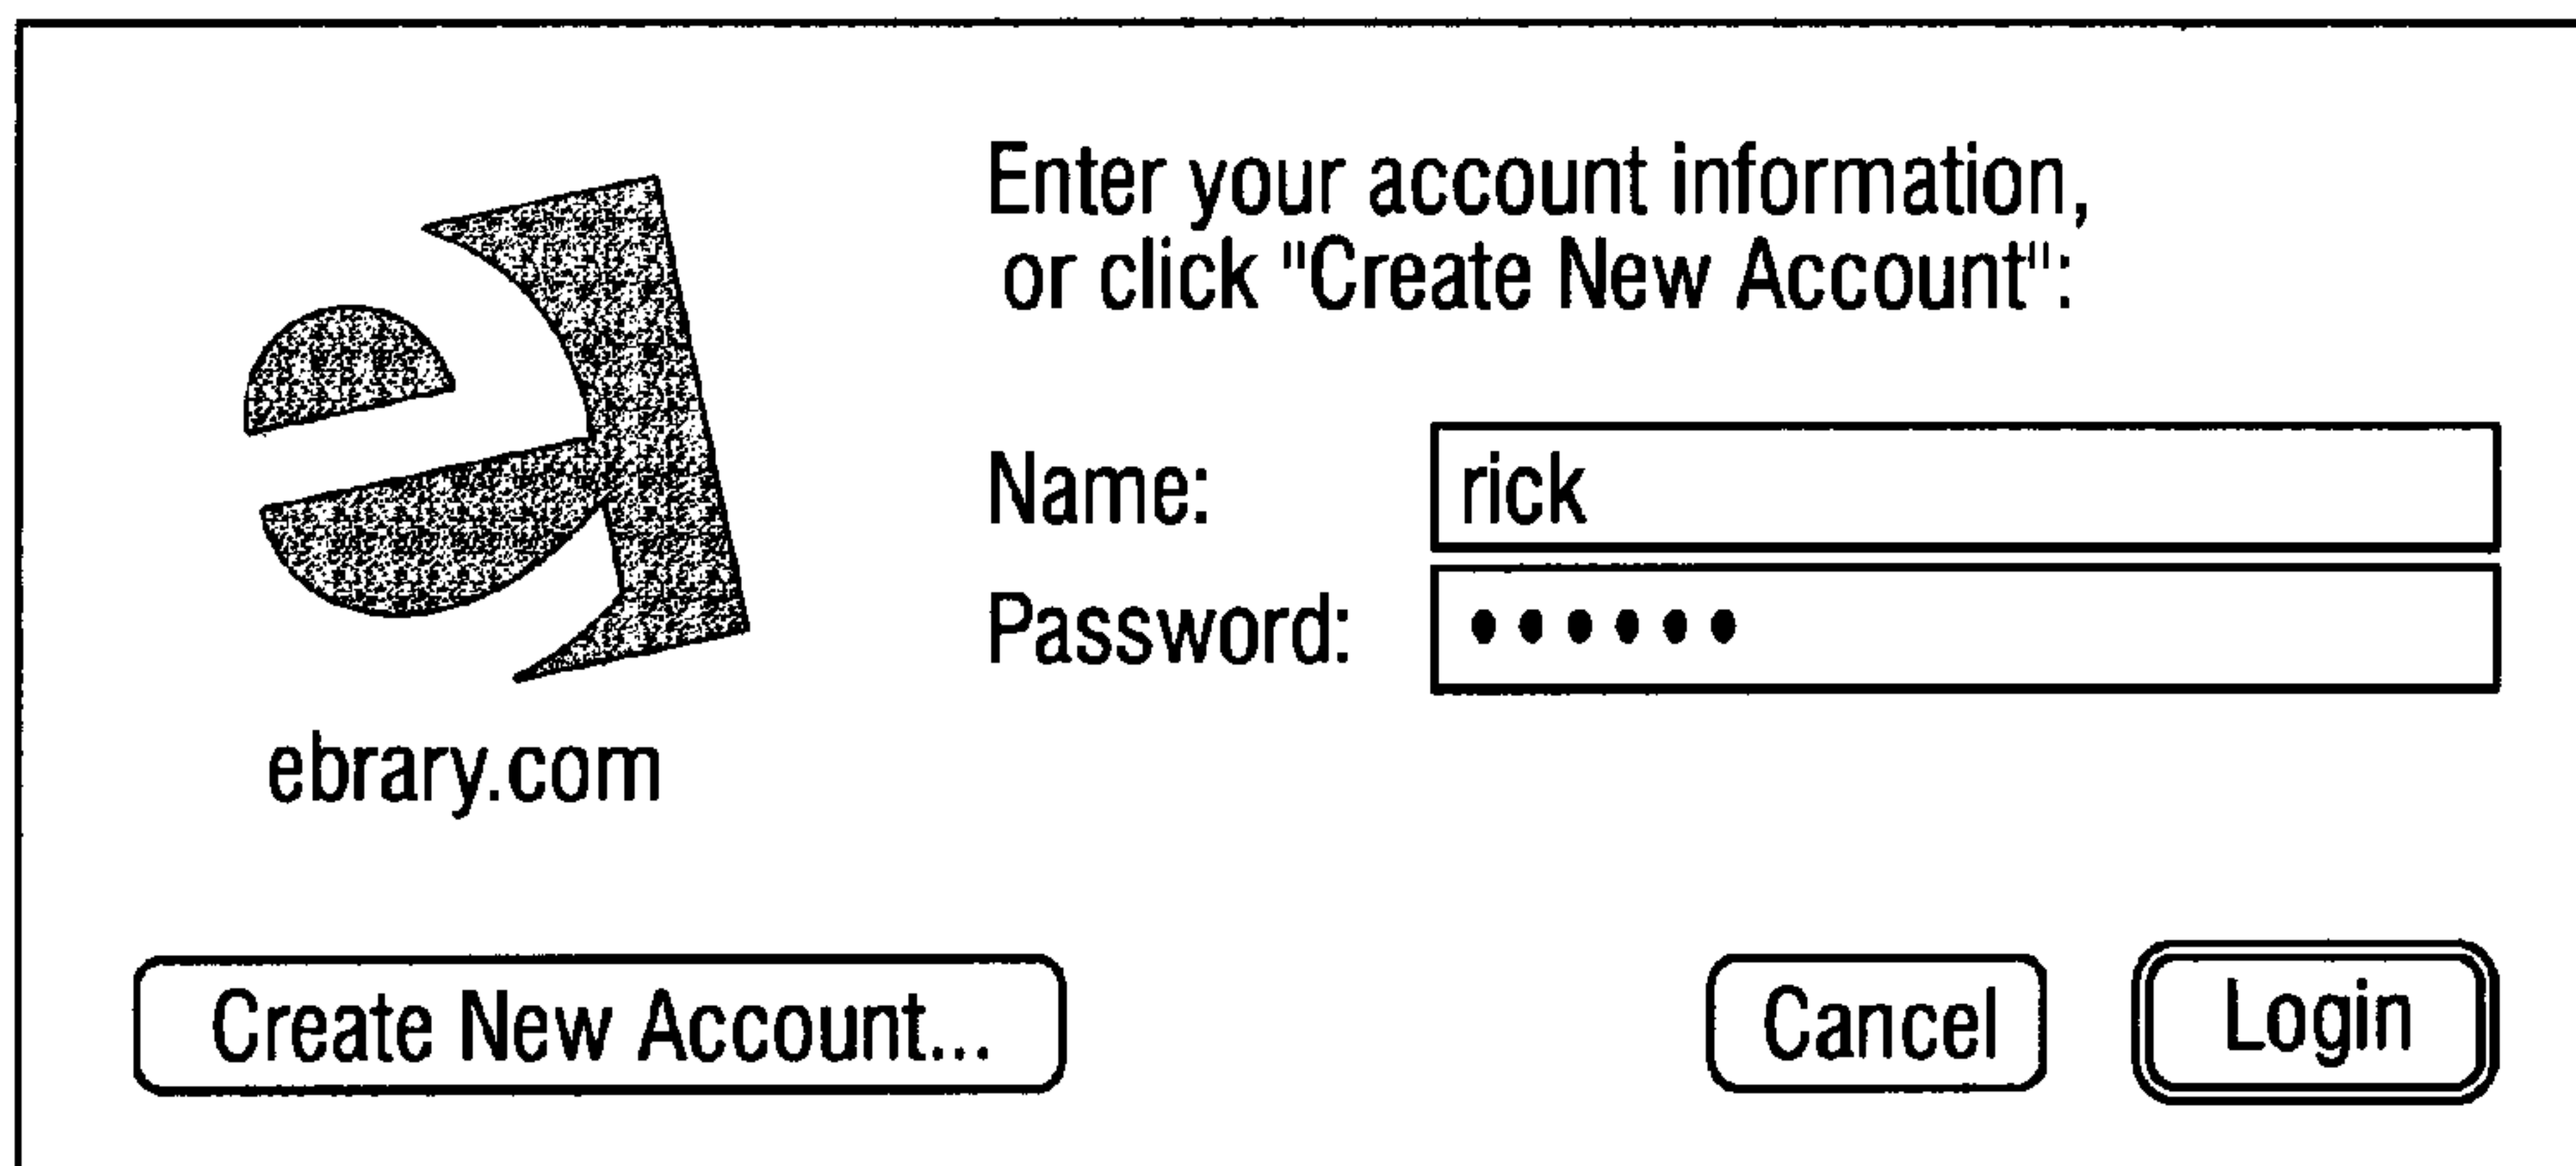 Enter your account information,
or click "Create New Account":
Name: rick
Password: ••••••
ebrary.com
Create New Account... Cancel Login